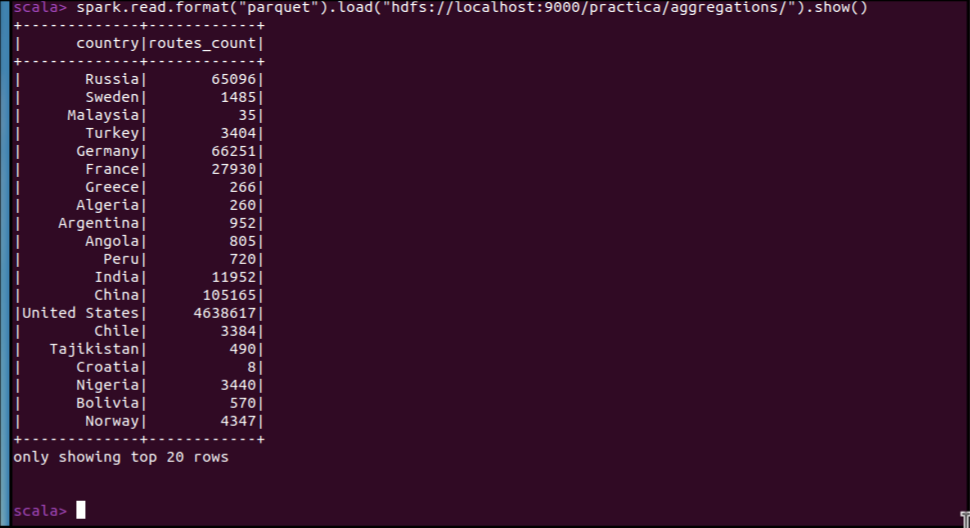 scala> spark.read.format("parquet").load("hdfs://localhost:9000/practica/aggregations/").show()
+-------------+------------+
|      country|routes_count|
+-------------+------------+
|       Russia|       65096|
|       Sweden|        1485|
|     Malaysia|          35|
|       Turkey|        3404|
|      Germany|       66251|
|       France|       27930|
|       Greece|         266|
|      Algeria|         260|
|    Argentina|         952|
|       Angola|         805|
|         Peru|         720|
|        India|       11952|
|        China|      105165|
|United States|     4638617|
|        Chile|        3384|
|   Tajikistan|         490|
|      Croatia|           8|
|      Nigeria|        3440|
|      Bolivia|         570|
|       Norway|        4347|
+-------------+------------+
only showing top 20 rows
scala>